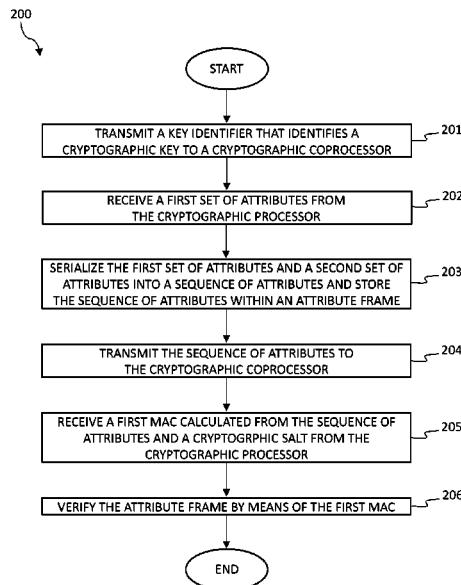 200
START
TRANSMIT A KEY IDENTIFIER THAT IDENTIFIES A
CRYPTOGRAPHIC KEY TO A CRYPTOGRAPHIC COPROCESSOR
201
RECEIVE A FIRST SET OF ATTRIBUTES FROM
THE CRYPTOGRAPHIC PROCESSOR
202
SERIALIZE THE FIRST SET OF ATTRIBUTES AND A SECOND SET OF
ATTRIBUTES INTO A SEQUENCE OF ATTRIBUTES AND STORE
THE SEQUENCE OF ATTRIBUTES WITHIN AN ATTRIBUTE FRAME
203
TRANSMIT THE SEQUENCE OF ATTRIBUTES TO
THE CRYPTOGRAPHIC COPROCESSOR
204
RECEIVE A FIRST MAC CALCULATED FROM THE SEQUENCE OF
ATTRIBUTES AND A CRYPTOGRPHIC SALT FROM THE
CRYPTOGRAPHIC PROCESSOR
205
VERIFY THE ATTRIBUTE FRAME BY MEANS OF THE FIRST MAC
206
END